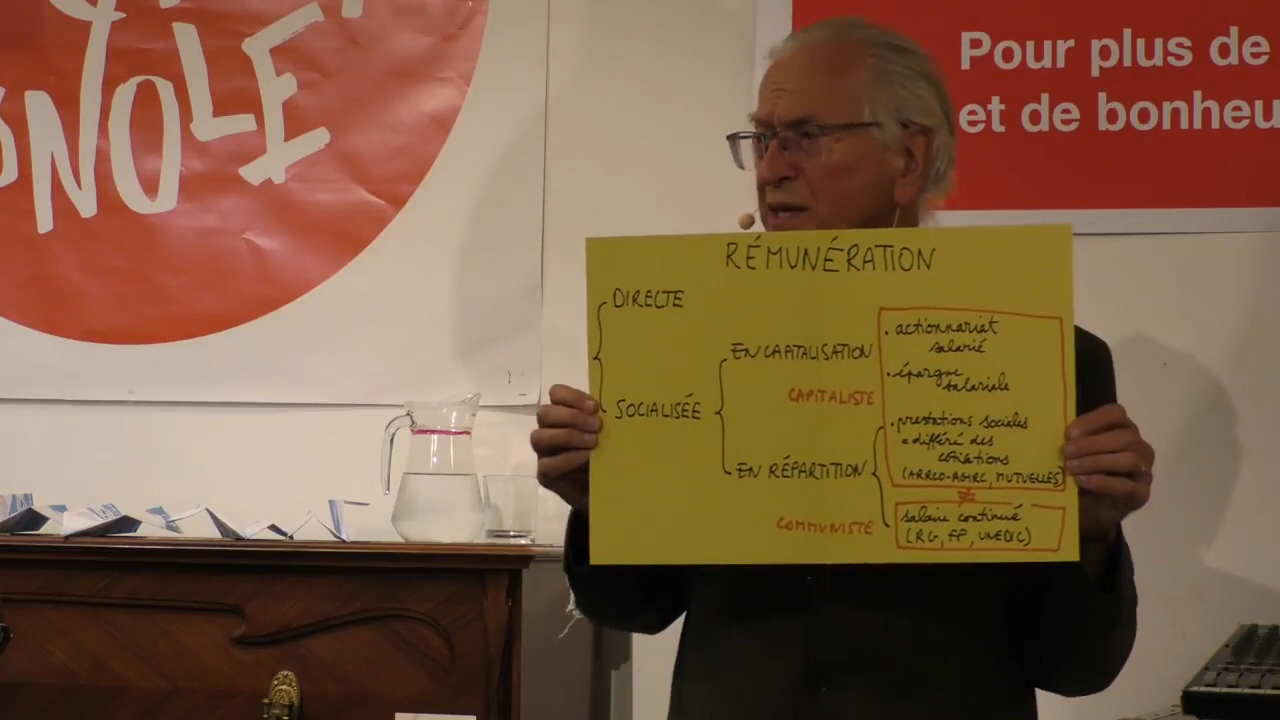 NOLE
Pour plus de
et de bonheu
RÉMUNÉRATION
DIRECTE
SOCIALISÉE
EN CAPITALISATION
CAPITALISTE
EN RÉPARTITION
COMMUNISTE
• actionnariat
salarié
• épargne
salariale
• prestations sociales
= différé des
cotisations
(ARRCO-AGIRC, MUTUELLES)
≠
salaire continué
(RG, FP, UNEDIC)